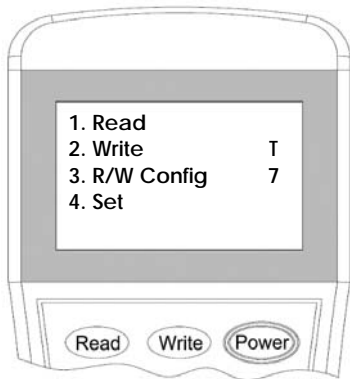 1. Read
2. Write T
3. R/W Config 7
4. Set
Read Write Power